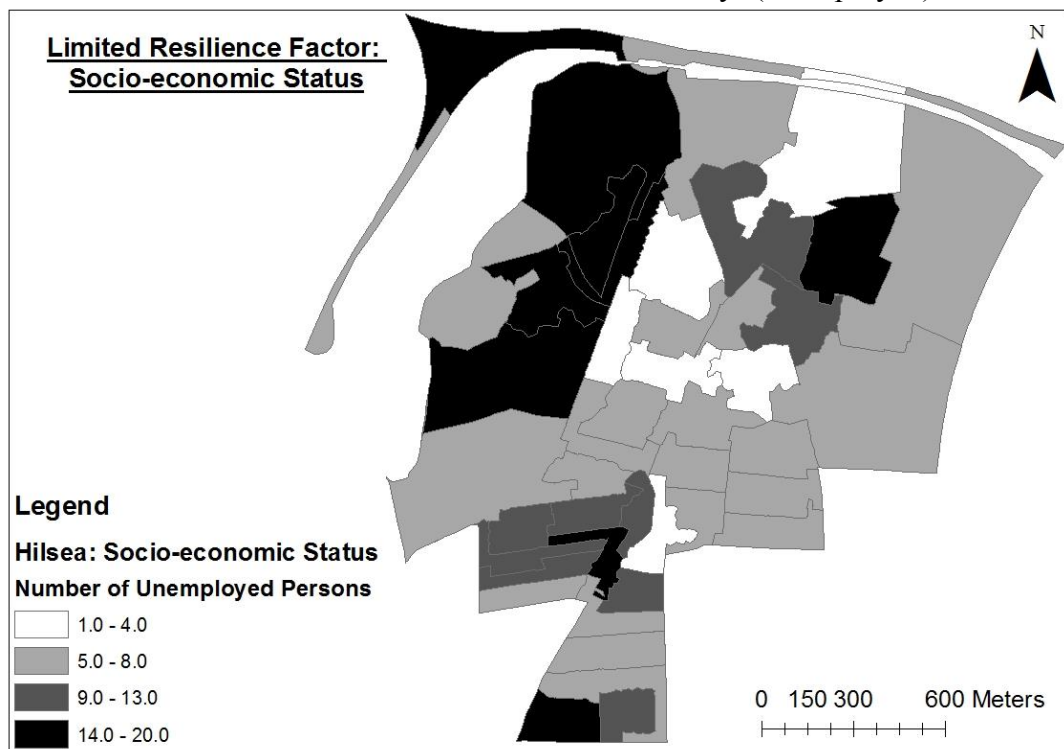 Limited Resilience Factor:
Socio-economic Status
N
Legend
Hilsea: Socio-economic Status
Number of Unemployed Persons
1.0 - 4.0
5.0 - 8.0
9.0 - 13.0
14.0 - 20.0
0 150 300 600 Meters